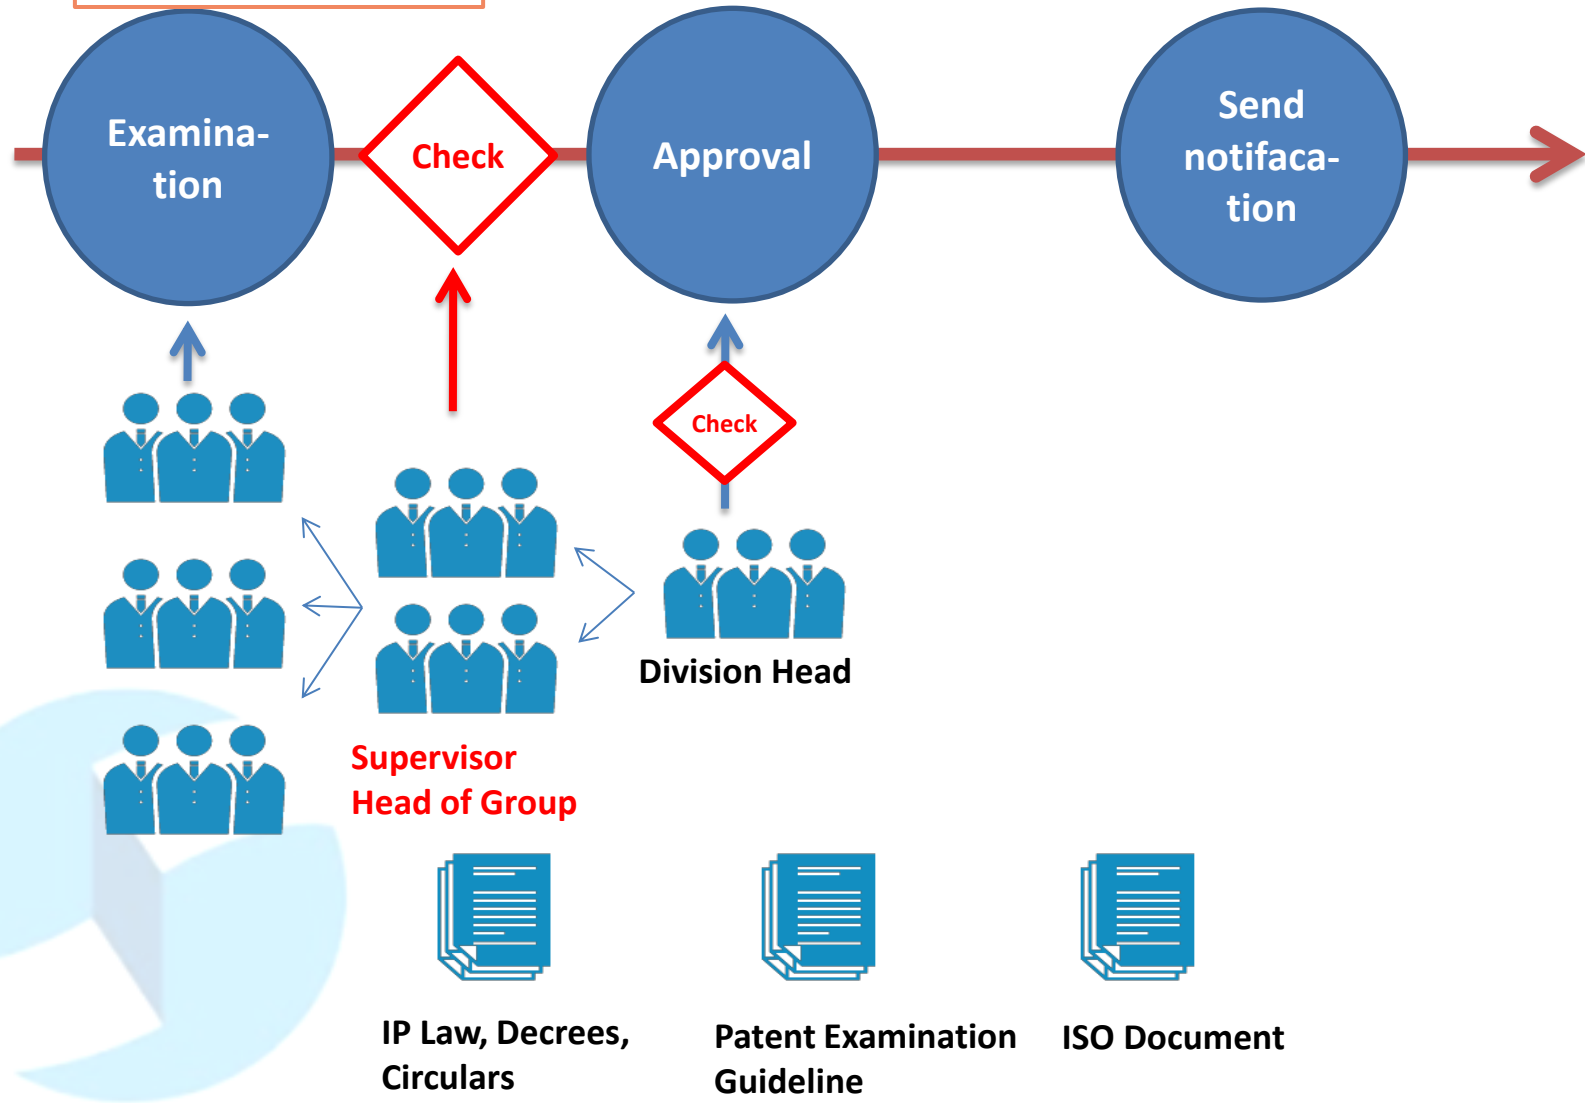 Examina-
tion
Check
Approval
Send
notifaca-
tion
Check
Division Head
Supervisor
Head of Group
IP Law, Decrees,
Circulars
Patent Examination
Guideline
ISO Document